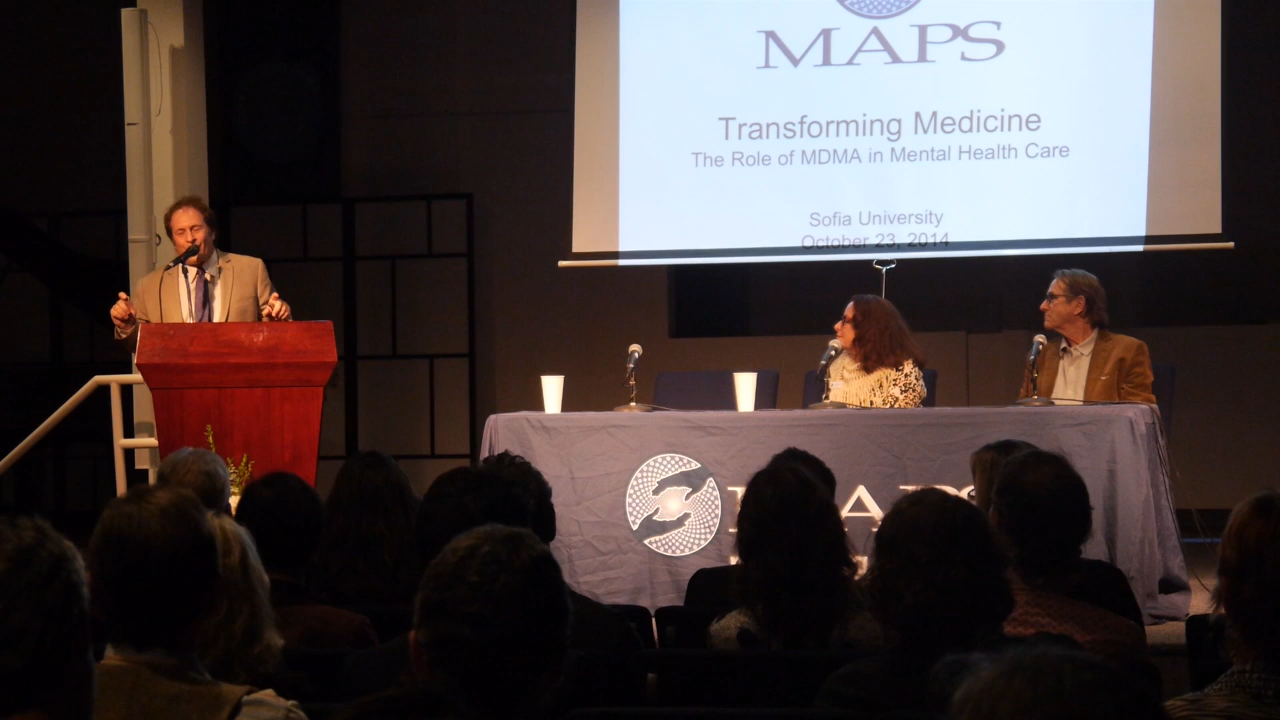 MAPS
Transforming Medicine
The Role of MDMA in Mental Health Care
Sofia University
October 23, 2014